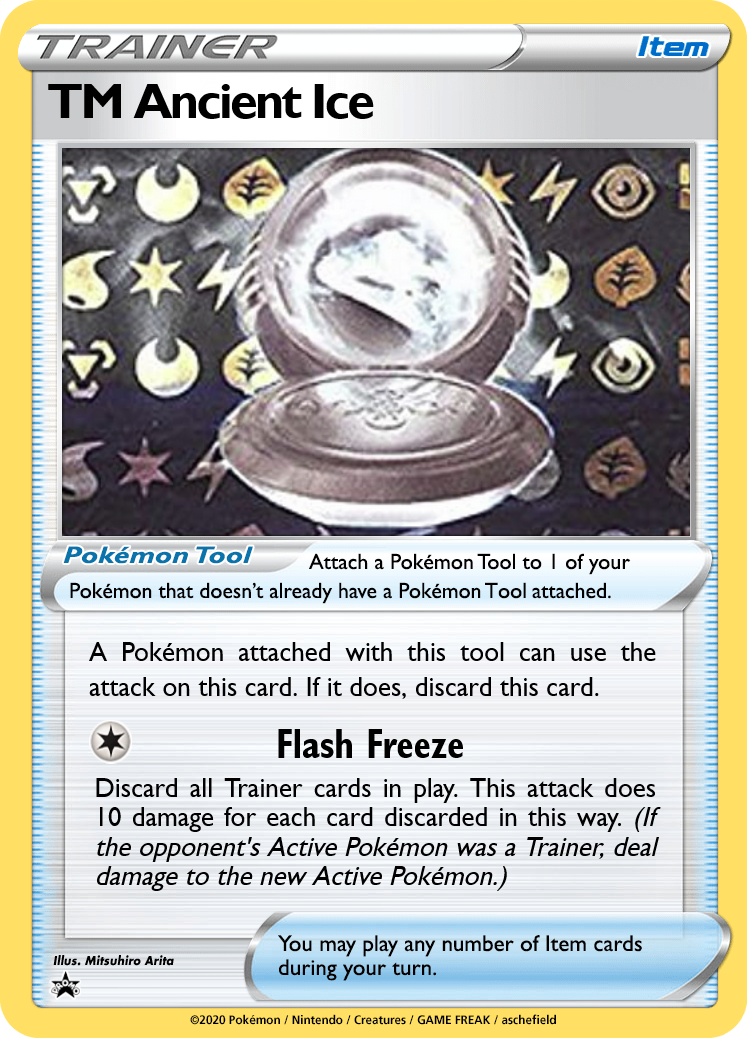 TRAINER
Item
TM Ancient Ice
Pokémon Tool
Attach a Pokémon Tool to 1 of your
Pokémon that doesn't already have a Pokémon Tool attached.
A Pokémon attached with this tool can use the
attack on this card. If it does, discard this card.
Flash Freeze
Discard all Trainer cards in play. This attack does
10 damage for each card discarded in this way. (If
the opponent's Active Pokémon was a Trainer, deal
damage to the new Active Pokémon.)
Illus. Mitsuhiro Arita
You may play any number of Item cards
during your turn.
PROMO
©2020 Pokémon / Nintendo / Creatures / GAME FREAK / aschefield